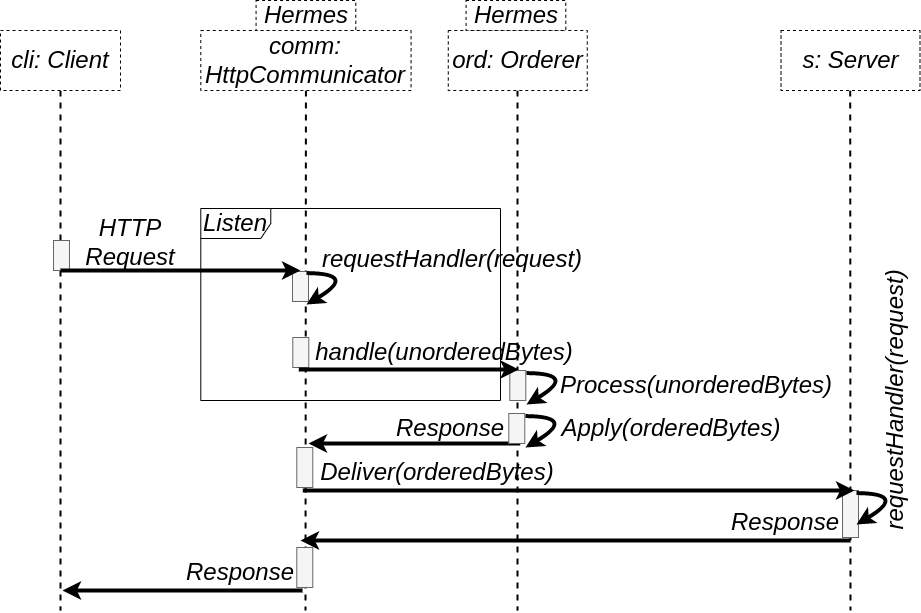 Hermes
Hermes
cli: Client
comm:
HttpCommunicator
ord: Orderer
s: Server
Listen
HTTP
Request
requestHandler(request)
handle(unorderedBytes)
Process(unorderedBytes)
Response
Apply(orderedBytes)
Deliver(orderedBytes)
requestHandler(request)
Response
Response